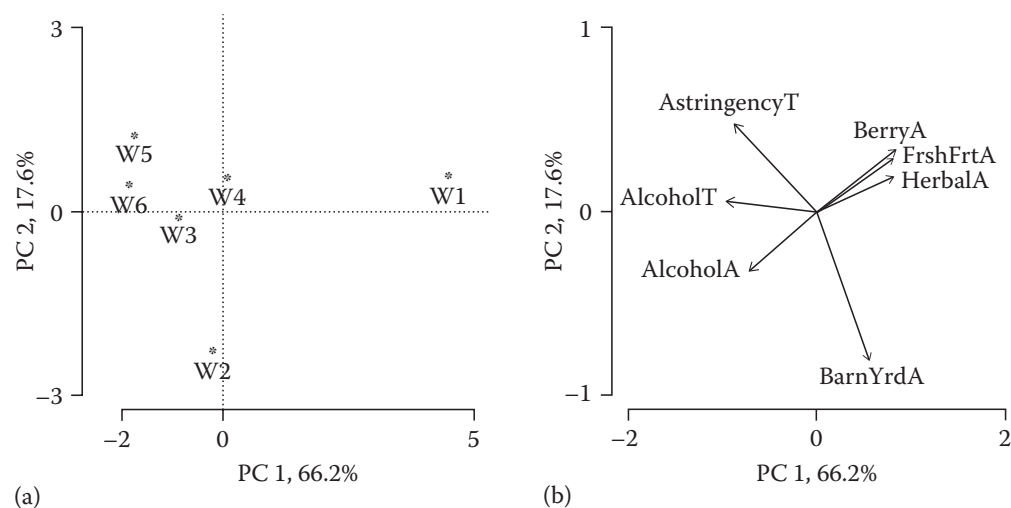 3
0
−3
PC 2, 17.6%
* W5
* W6
* W4
* W3
* W2
* W1
−2
0
5
PC 1, 66.2%
(a)
1
0
−1
PC 2, 17.6%
AstringencyT
BerryA
FrshFrtA
HerbalA
AlcoholT
AlcoholA
BarnYrdA
−2
0
2
PC 1, 66.2%
(b)